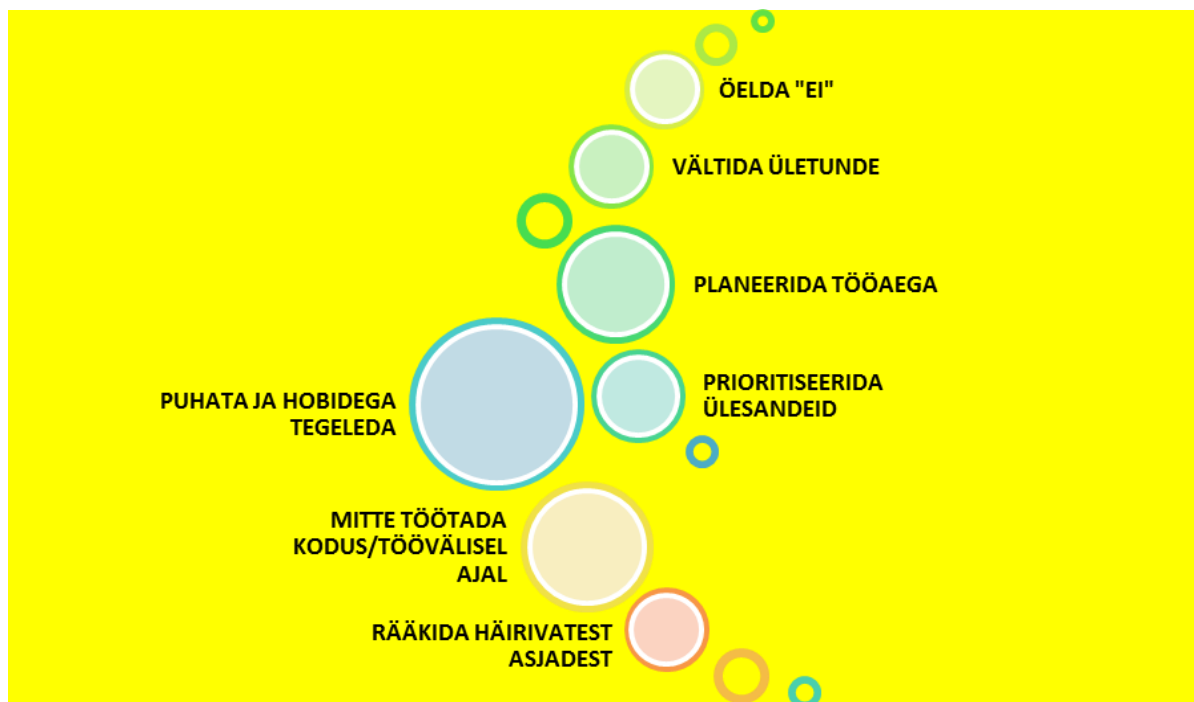 ÖELDA "EI"
VÄLTIDA ÜLETUNDE
PLANEERIDA TÖÖAEGA
PRIORITISEERIDA
ÜLESANDEID
PUHATA JA HOBIDEGA
TEGELEDA
MITTE TÖÖTADA
KODUS/TÖÖVÄLISEL
AJAL
RÄÄKIDA HÄIRIVATEST
ASJADEST